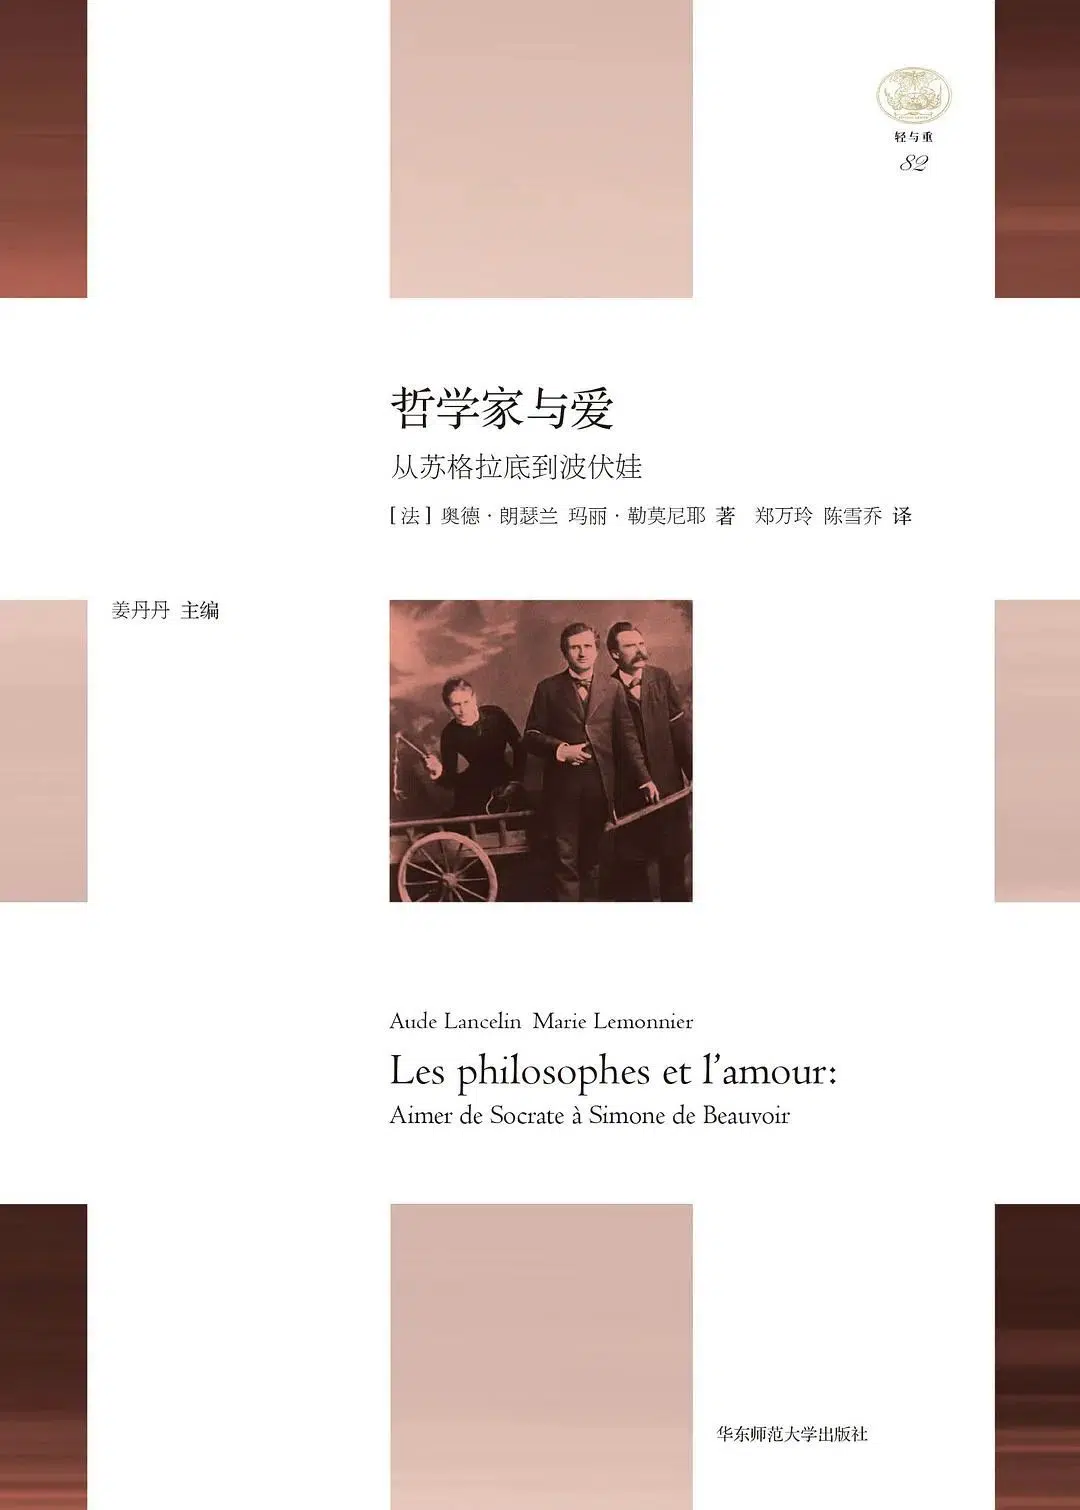 轻与重
82
哲学家与爱
从苏格拉底到波伏娃
[法] 奥德·朗瑟兰 玛丽·勒莫尼耶 著 郑万玲 陈雪乔 译
姜丹丹 主编
Aude Lancelin Marie Lemonnier
Les philosophes et l’amour:
Aimer de Socrate à Simone de Beauvoir
华东师范大学出版社